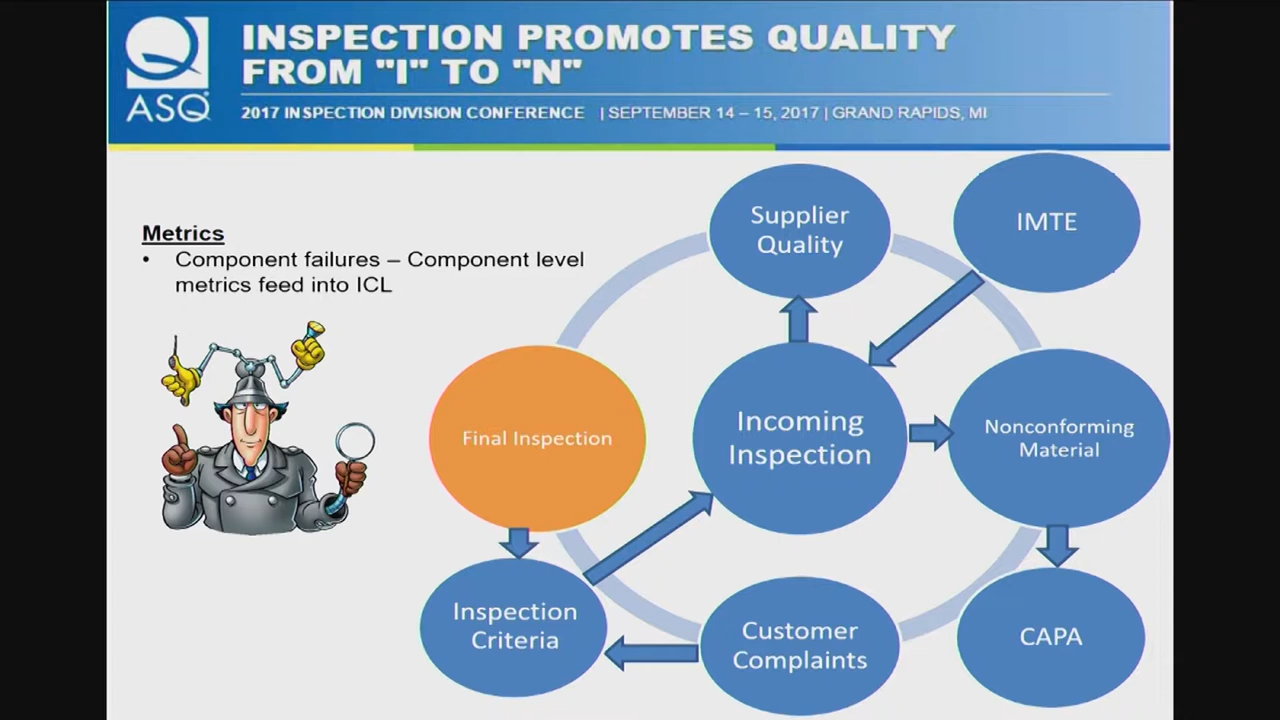 INSPECTION PROMOTES QUALITY
FROM "I" TO "N"
ASQ
2017 INSPECTION DIVISION CONFERENCE | SEPTEMBER 14 – 15, 2017 | GRAND RAPIDS, MI
Metrics
• Component failures – Component level
metrics feed into ICL
Supplier
Quality
IMTE
Final Inspection
Incoming
Inspection
Nonconforming
Material
Inspection
Criteria
Customer
Complaints
CAPA